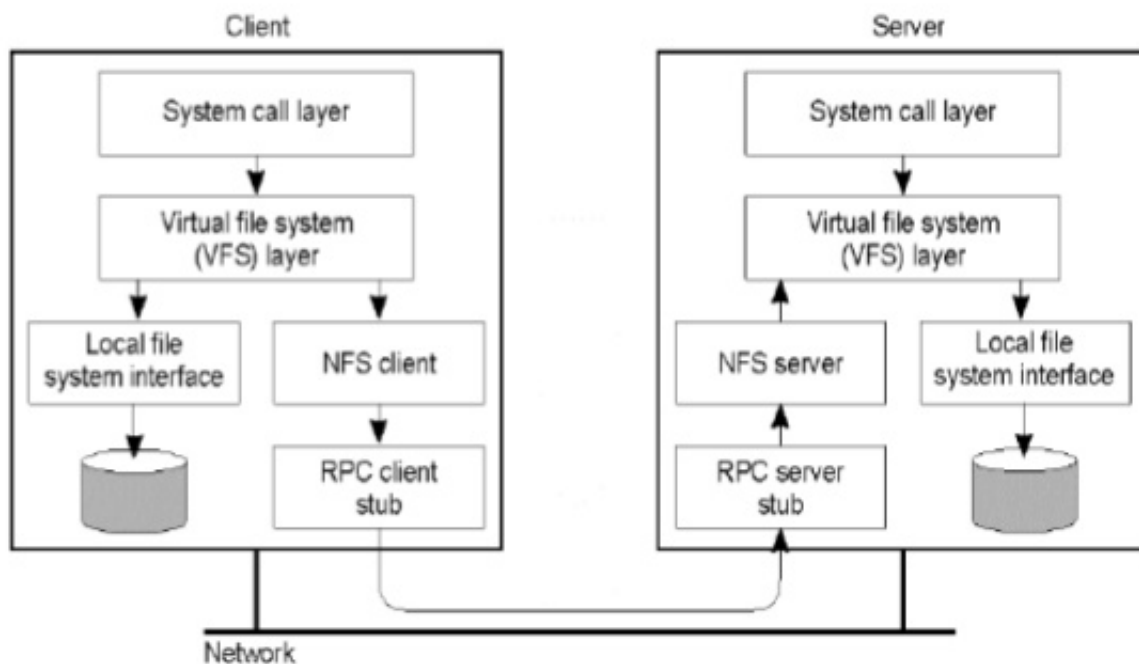 Client
Server
System call layer
System call layer
Virtual file system
(VFS) layer
Virtual file system
(VFS) layer
Local file
system interface
NFS client
NFS server
Local file
system interface
RPC client
stub
RPC server
stub
Network